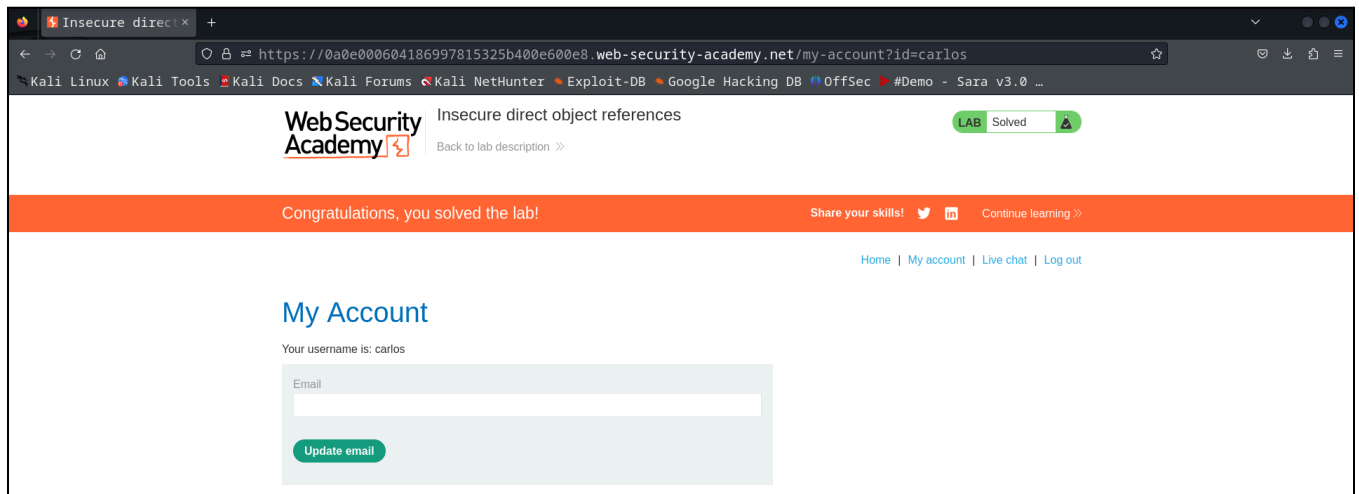 Insecure direct
https://0a0e000604186997815325b400e600e8.web-security-academy.net/my-account?id=carlos
Kali Linux Kali Tools Kali Docs Kali Forums Kali NetHunter Exploit-DB Google Hacking DB OffSec #Demo - Sara v3.0 …
Web Security Academy
Insecure direct object references
Back to lab description
LAB Solved
Congratulations, you solved the lab!
Share your skills!
Continue learning
Home | My account | Live chat | Log out
My Account
Your username is: carlos
Email
Update email